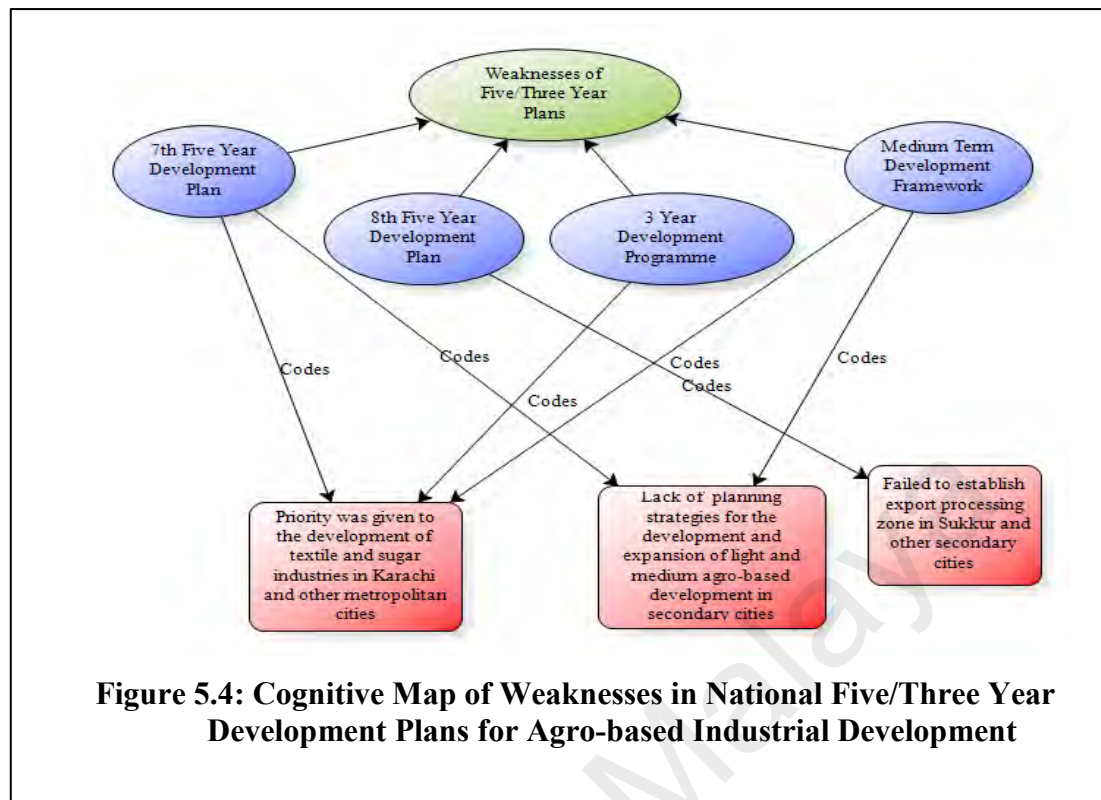 Weaknesses of
Five/Three Year
Plans
7th Five Year
Development
Plan
8th Five Year
Development
Plan
3 Year
Development
Programme
Medium Term
Development
Framework
Codes
Codes
Codes
Codes
Codes
Codes
Priority was given to
the development of
textile and sugar
industries in Karachi
and other metropolitan
cities
Lack of planning
strategies for the
development and
expansion of light and
medium agro-based
development in
secondary cities
Failed to establish
export processing
zone in Sukkur and
other secondary
cities
Malaya
Figure 5.4: Cognitive Map of Weaknesses in National Five/Three Year
Development Plans for Agro-based Industrial Development